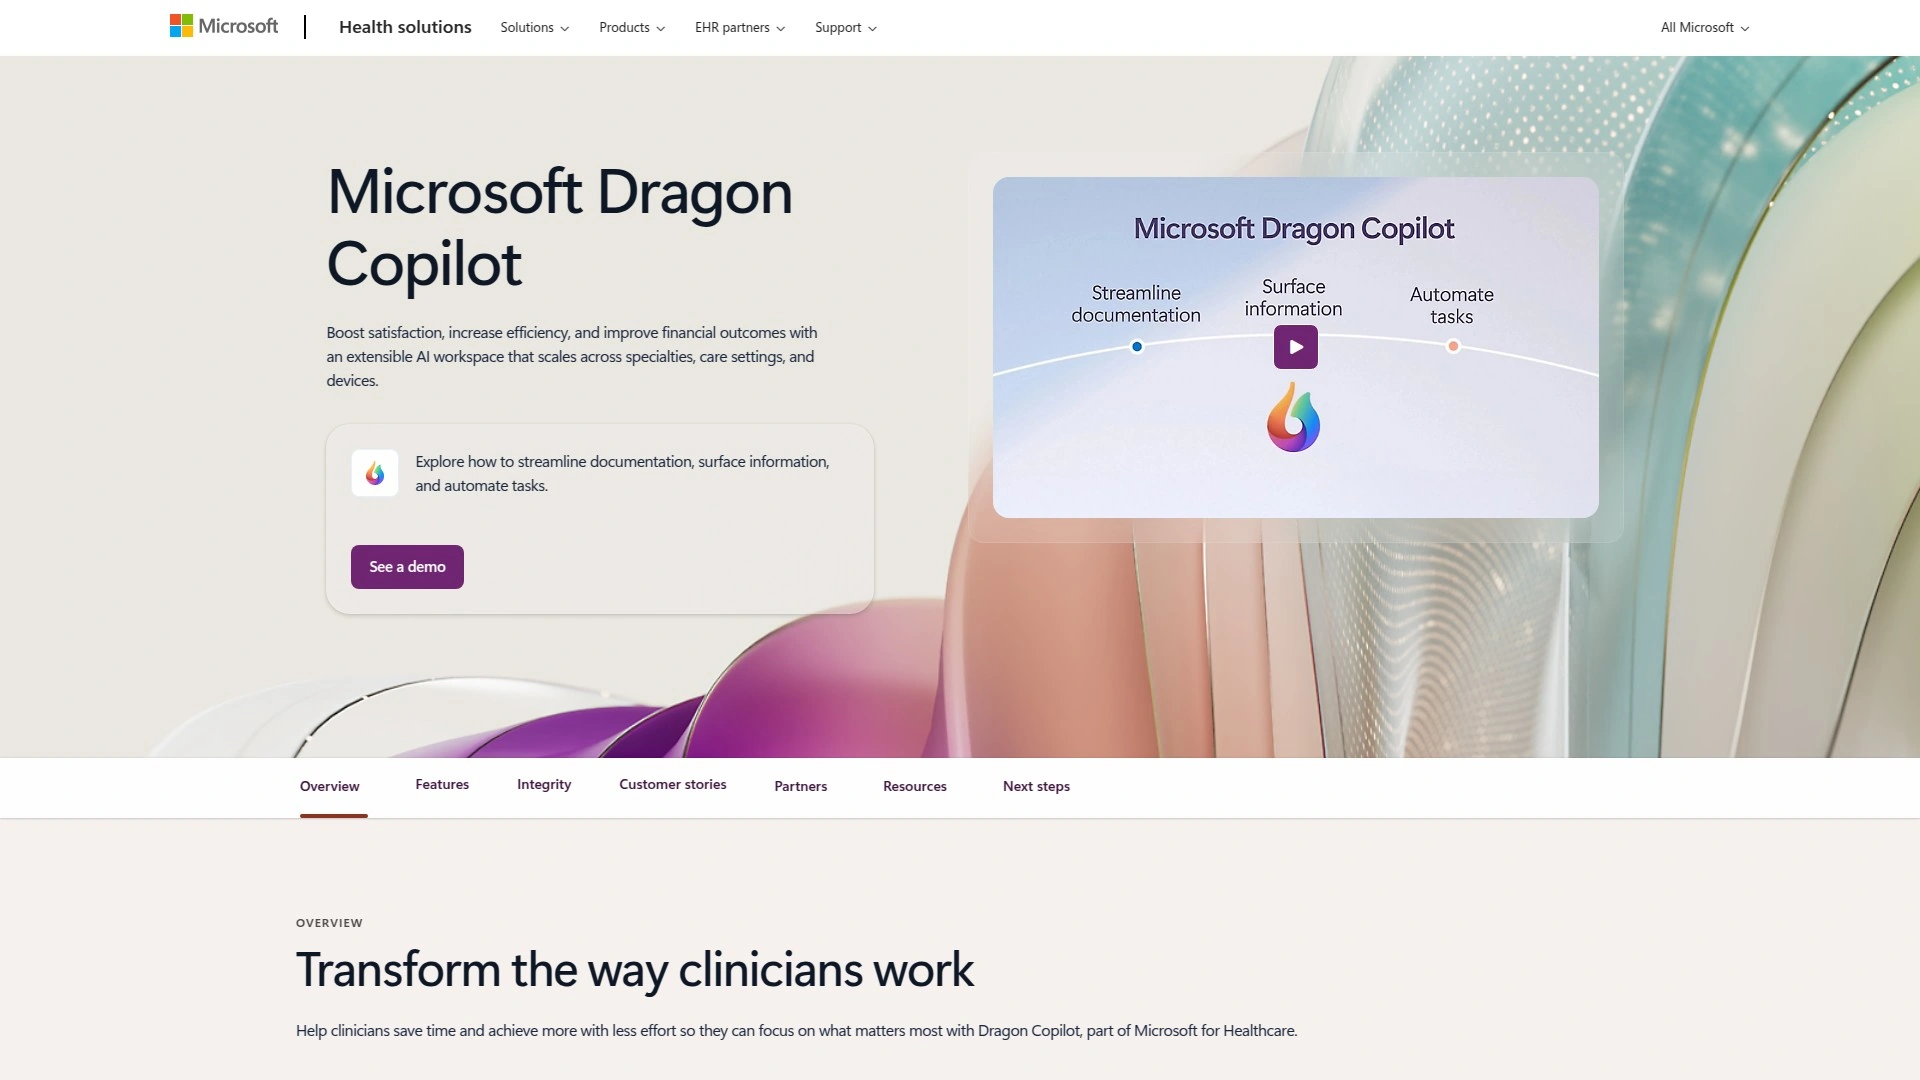 Microsoft
Health solutions
Solutions
Products
EHR partners
Support
All Microsoft
Microsoft Dragon
Copilot
Boost satisfaction, increase efficiency, and improve financial outcomes with
an extensible AI workspace that scales across specialties, care settings, and
devices.
Explore how to streamline documentation, surface information,
and automate tasks.
See a demo
Microsoft Dragon Copilot
Streamline
documentation
Surface
information
Automate
tasks
Overview
Features
Integrity
Customer stories
Partners
Resources
Next steps
OVERVIEW
Transform the way clinicians work
Help clinicians save time and achieve more with less effort so they can focus on what matters most with Dragon Copilot, part of Microsoft for Healthcare.